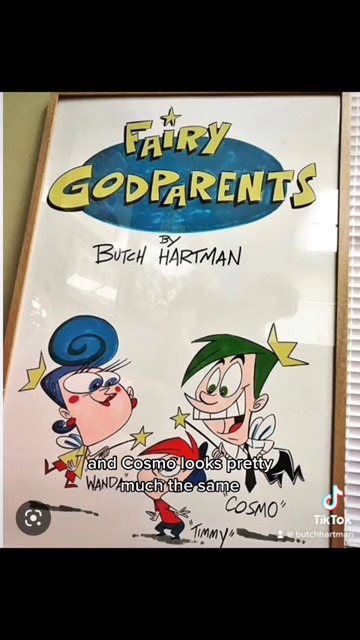 FAIRY
GODPARENTS
BY
BUTCH HARTMAN
and Cosmo looks pretty
much the same
WANDA"
"COSMO"
"TIMMY"
TikTok
@butchhartman